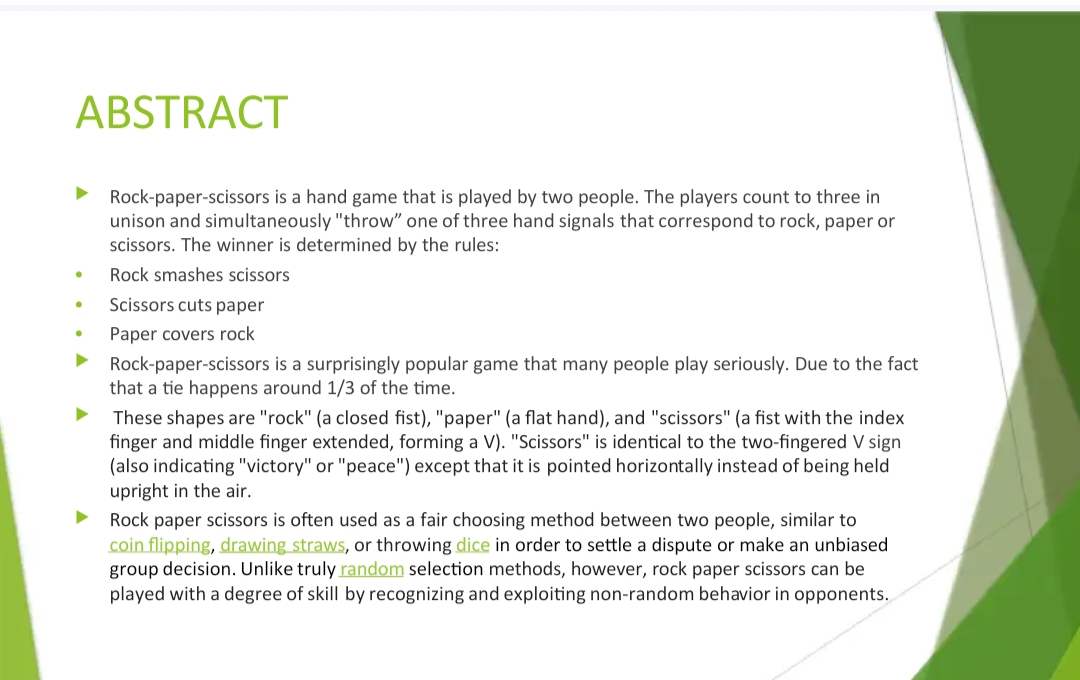 ABSTRACT
Rock-paper-scissors is a hand game that is played by two people. The players count to three in
unison and simultaneously "throw” one of three hand signals that correspond to rock, paper or
scissors. The winner is determined by the rules:
Rock smashes scissors
Scissors cuts paper
Paper covers rock
Rock-paper-scissors is a surprisingly popular game that many people play seriously. Due to the fact
that a tie happens around 1/3 of the time.
These shapes are "rock" (a closed fist), "paper" (a flat hand), and "scissors" (a fist with the index
finger and middle finger extended, forming a V). "Scissors" is identical to the two-fingered V sign
(also indicating "victory" or "peace") except that it is pointed horizontally instead of being held
upright in the air.
Rock paper scissors is often used as a fair choosing method between two people, similar to
coin flipping, drawing straws, or throwing dice in order to settle a dispute or make an unbiased
group decision. Unlike truly random selection methods, however, rock paper scissors can be
played with a degree of skill by recognizing and exploiting non-random behavior in opponents.